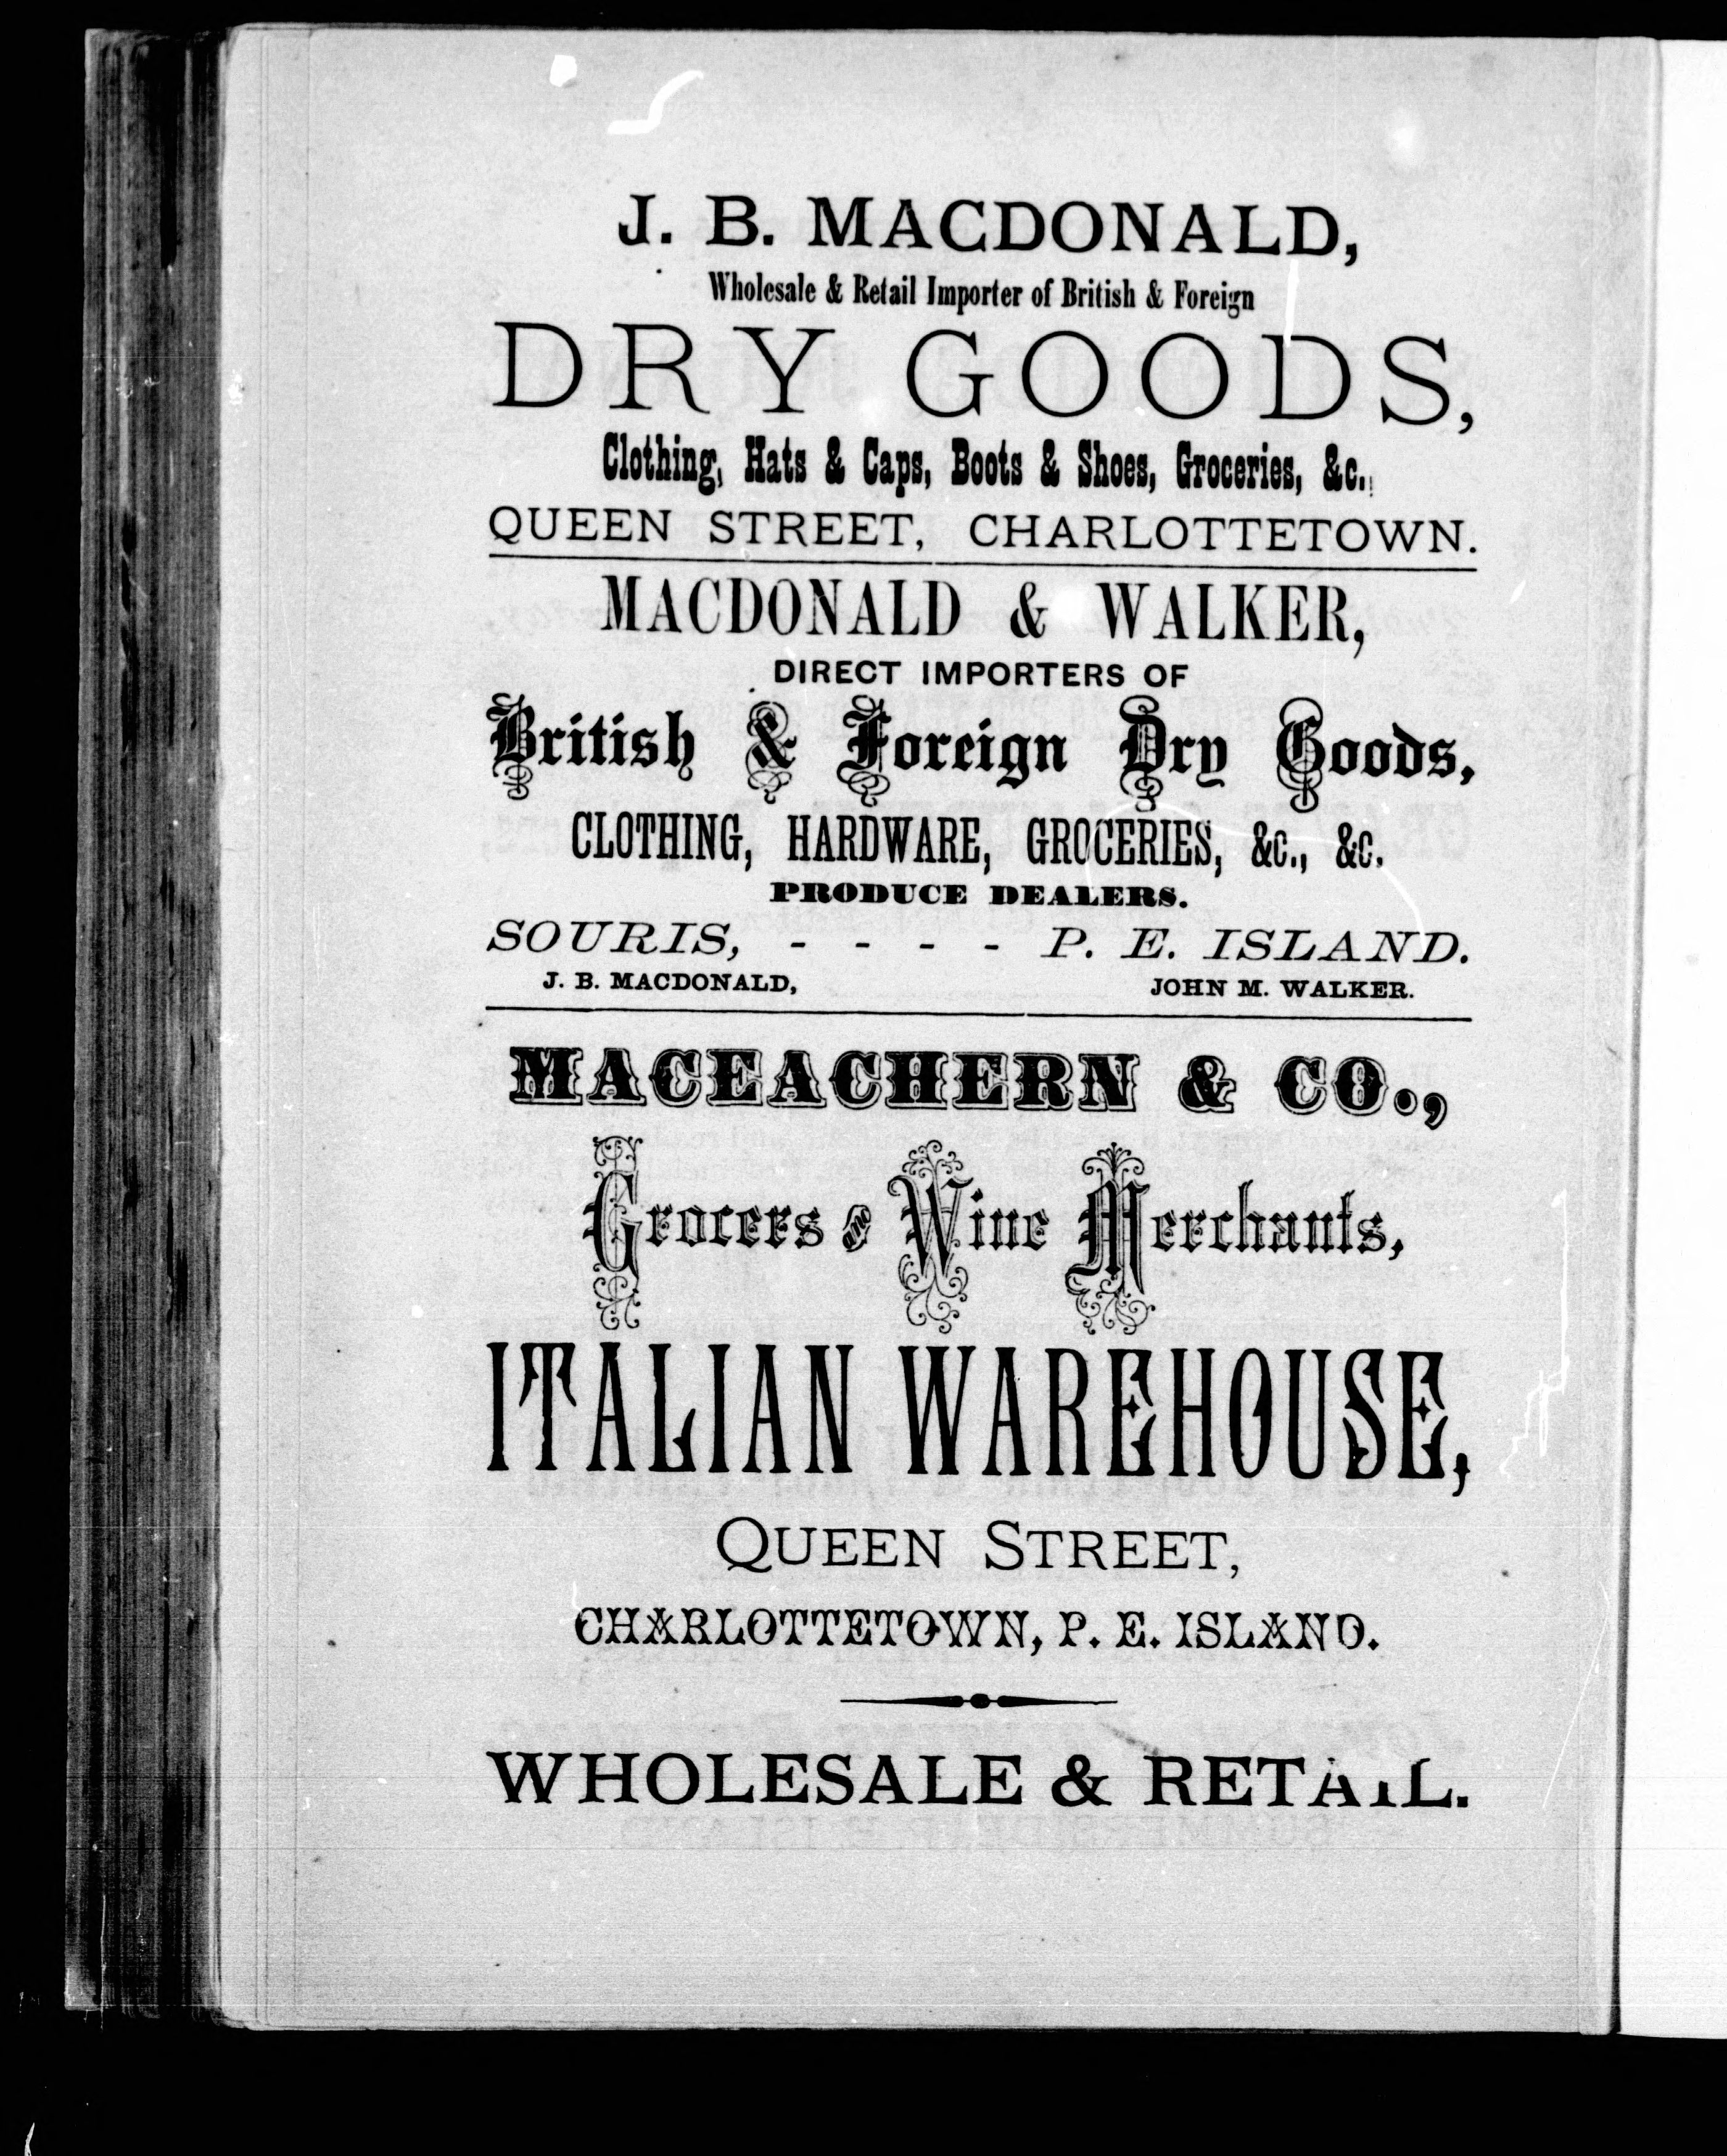 J. B. MACDONALD,
Wholesale & Retail Importer of British & Foreign
DRY GOODS,
Clothing, Hats & Caps, Boots & Shoes, Groceries, &c.,
QUEEN STREET, CHARLOTTETOWN.
MACDONALD & WALKER,
DIRECT IMPORTERS OF
British & Foreign Dry Goods,
CLOTHING, HARDWARE, GROCERIES, &c., &c.
PRODUCE DEALERS.
SOURIS, - - - - P. E. ISLAND.
J. B. MACDONALD, JOHN M. WALKER.
MACEACHERN & CO.,
Grocers and Wine Merchants,
ITALIAN WAREHOUSE,
QUEEN STREET,
CHARLOTTETOWN, P. E. ISLAND.
WHOLESALE & RETAIL.